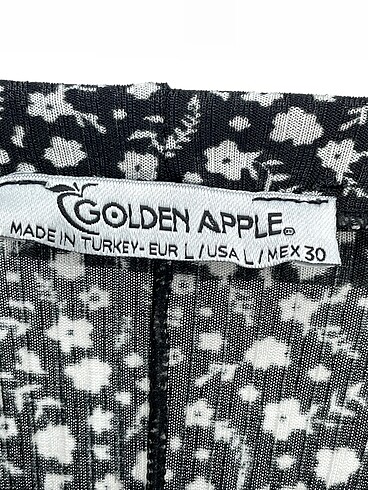 GOLDEN APPLE
MADE IN TURKEY-EUR L/USA L/MEX 30